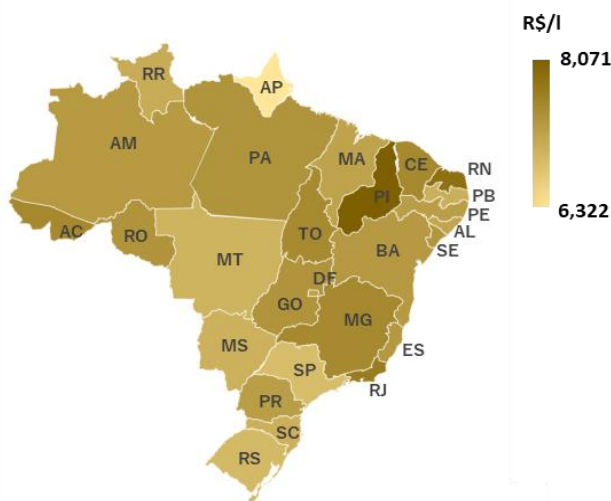 R$/l
8,071
6,322
RR
AP
AM
PA
MA
CE
RN
PI
PB
PE
AL
SE
AC
RO
TO
BA
MT
DF
GO
MG
MS
ES
SP
RJ
PR
SC
RS